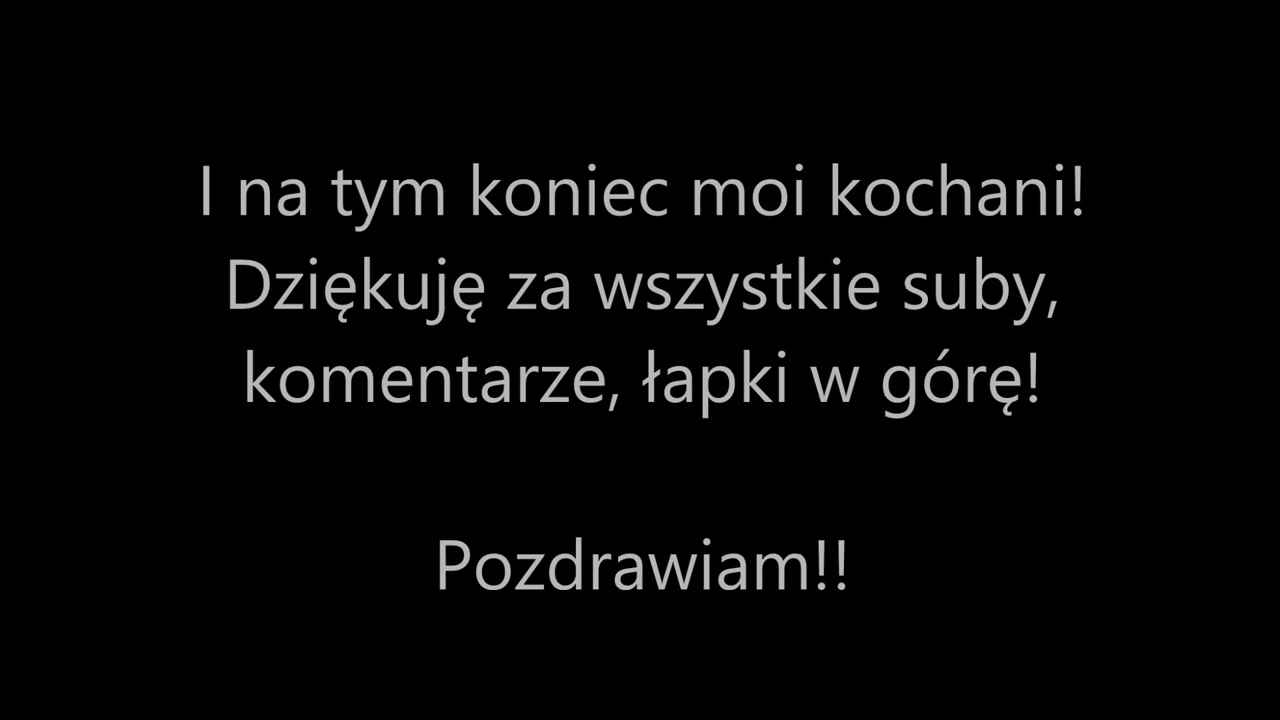 I na tym koniec moi kochani!
Dziękuję za wszystkie suby,
komentarze, łapki w górę!
Pozdrawiam!!